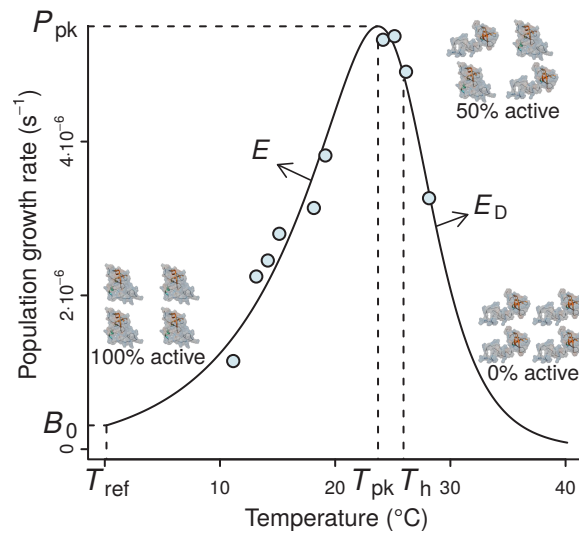 P_pk
Population growth rate (s⁻¹)
4·10⁻⁶
2·10⁻⁶
B_0
0
E
E_D
50% active
100% active
0% active
T_ref
10
20
T_pk
T_h
30
40
Temperature (°C)